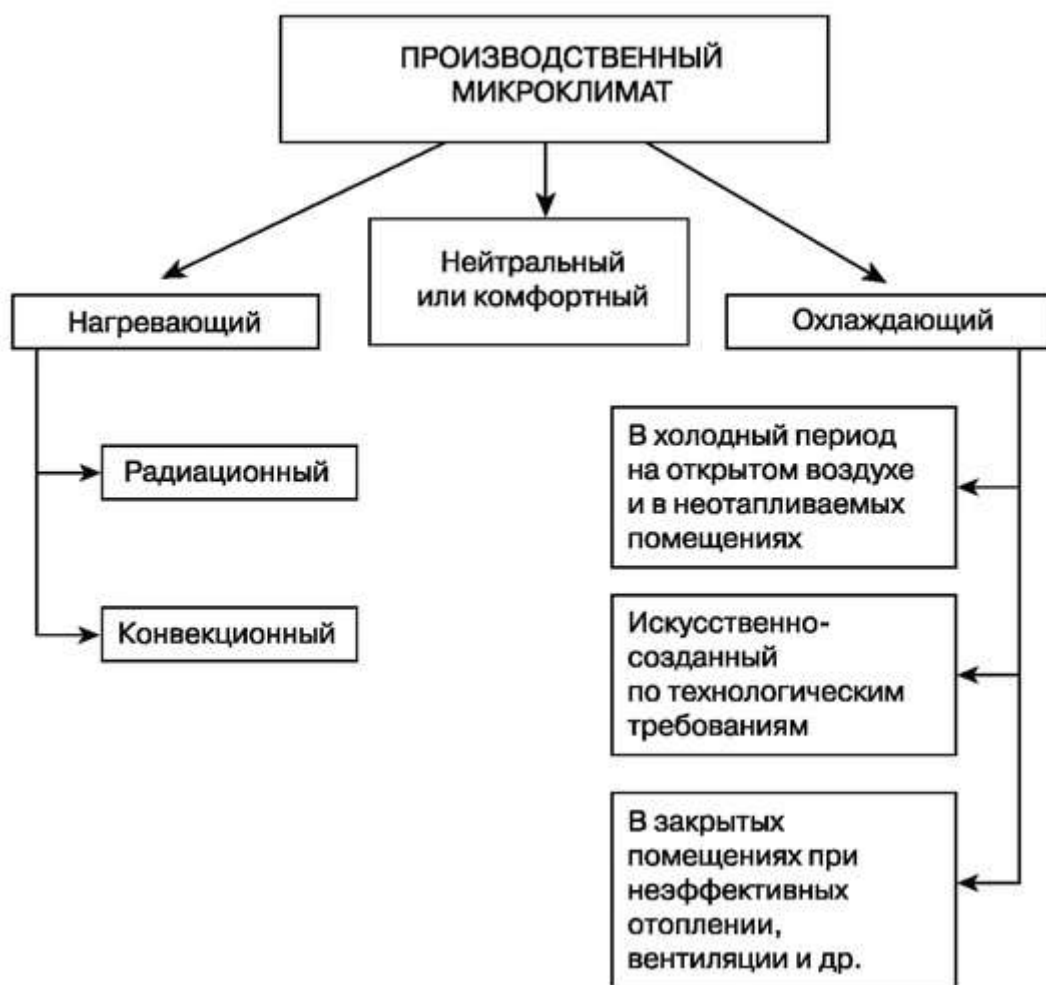 ПРОИЗВОДСТВЕННЫЙ
МИКРОКЛИМАТ
Нейтральный
или комфортный
Нагревающий
Охлаждающий
Радиационный
Конвекционный
В холодный период
на открытом воздухе
и в неотапливаемых
помещениях
Искусственно-
созданный
по технологическим
требованиям
В закрытых
помещениях при
неэффективных
отоплении,
вентиляции и др.